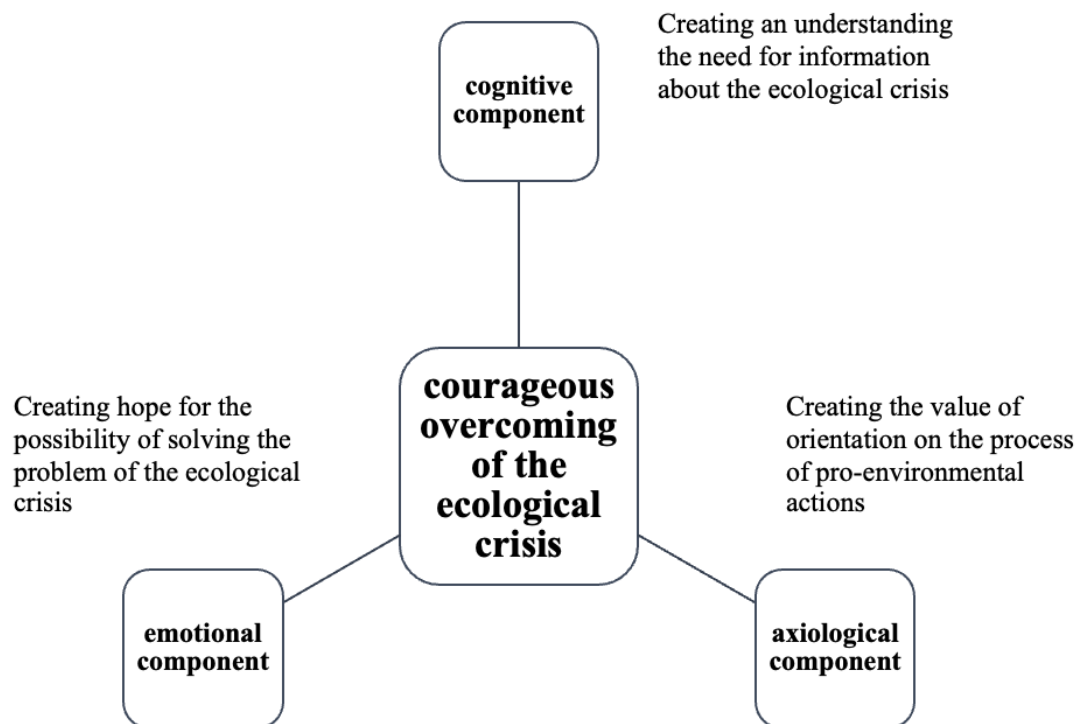 cognitive
component
Creating an understanding
the need for information
about the ecological crisis
Creating hope for the
possibility of solving the
problem of the ecological
crisis
courageous
overcoming
of the
ecological
crisis
Creating the value of
orientation on the process
of pro-environmental
actions
emotional
component
axiological
component